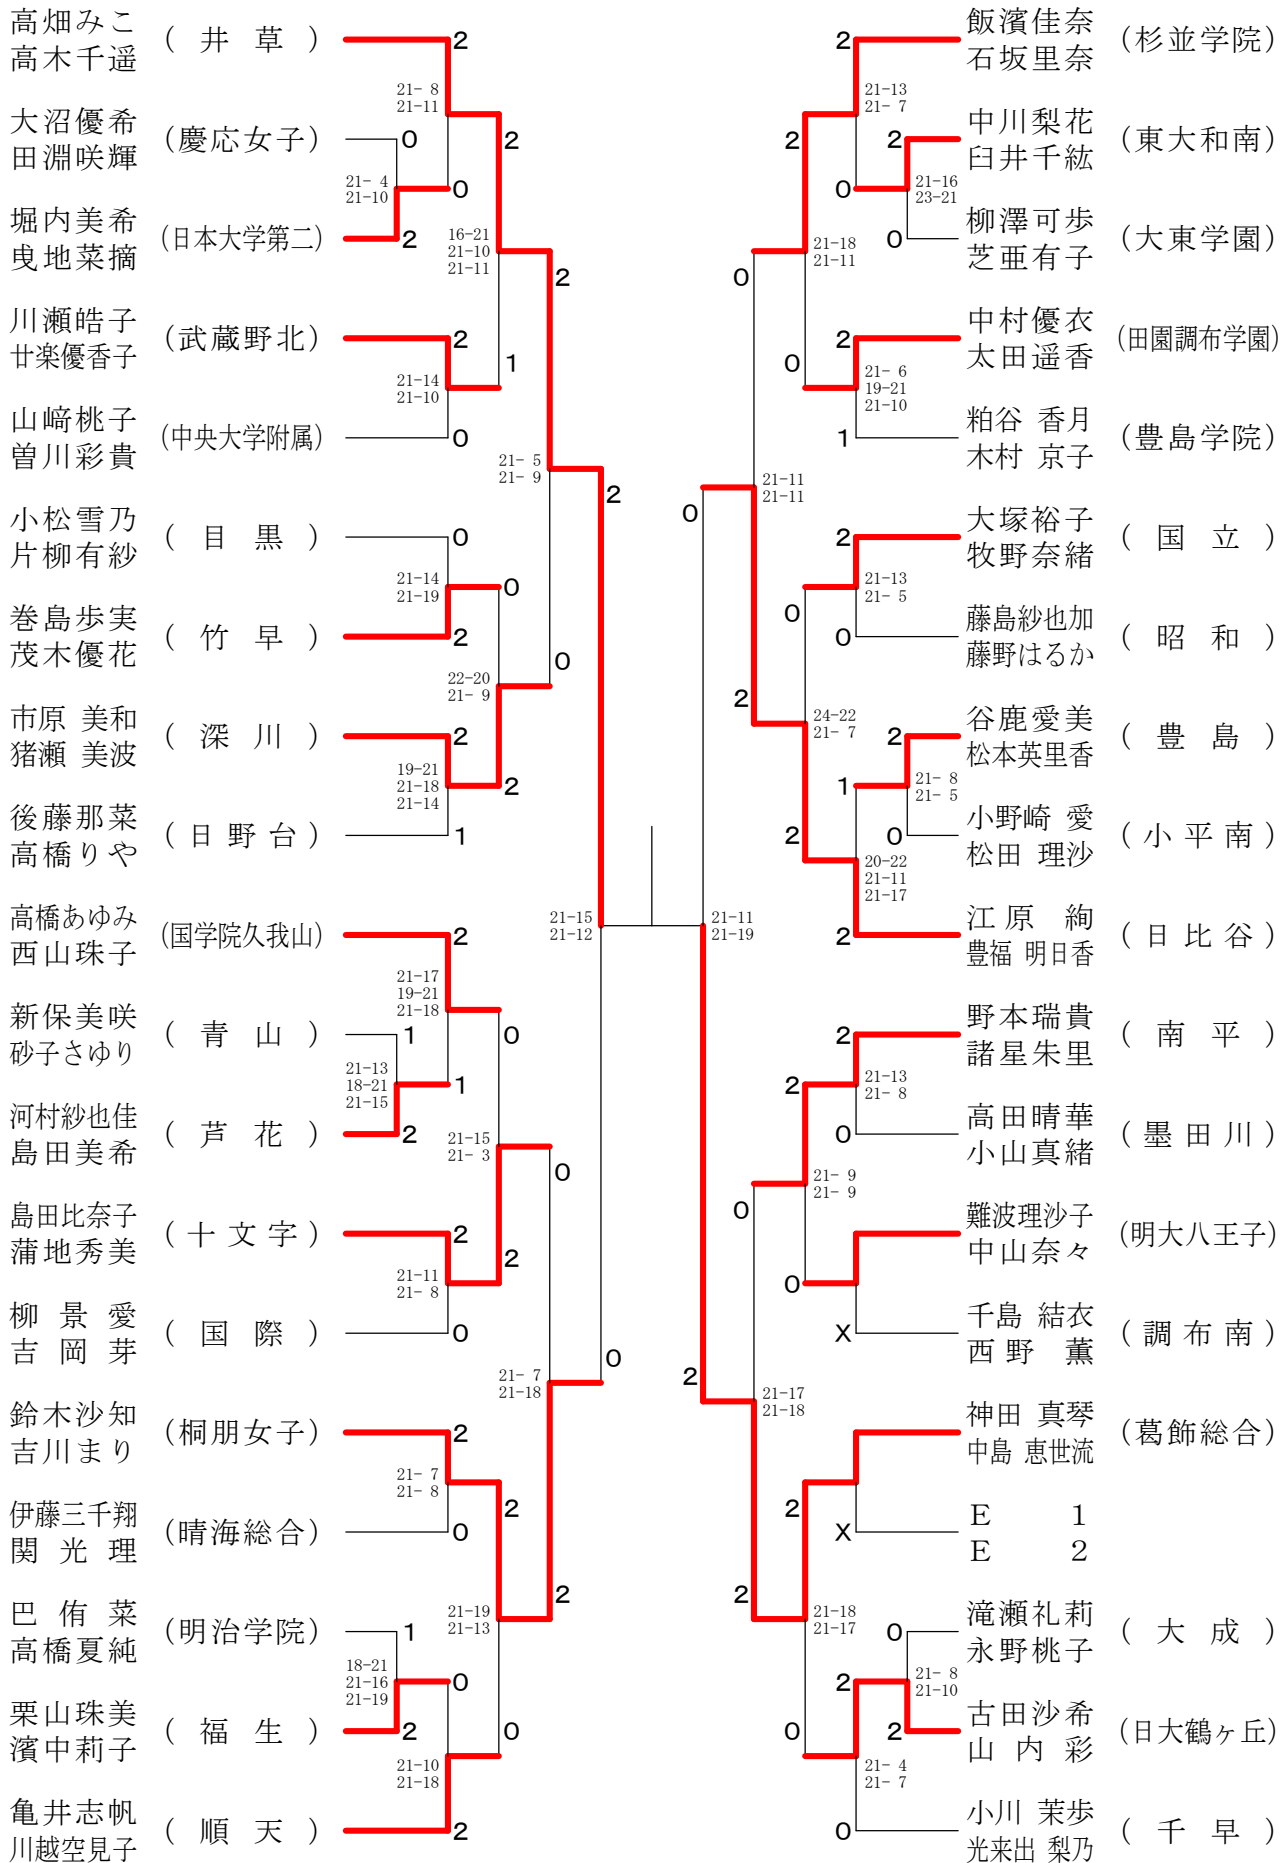 高畑みこ
高木千遥
(井草)
2
21- 8
21-11
大沼優希
田淵咲輝
(慶応女子)
0
21- 4
21-10
0
2
堀内美希
曵地菜摘
(日本大学第二)
2
16-21
21-10
21-11
2
川瀬皓子
廿楽優香子
(武蔵野北)
2
21-14
21-10
1
山﨑桃子
曽川彩貴
(中央大学附属)
0
21- 5
21- 9
2
小松雪乃
片柳有紗
(目黒)
0
21-14
21-19
0
巻島歩実
茂木優花
(竹早)
2
22-20
21- 9
0
市原 美和
猪瀬 美波
(深川)
2
19-21
21-18
21-14
2
後藤那菜
高橋りや
(日野台)
1
21-15
21-12
高橋あゆみ
西山珠子
(国学院久我山)
2
21-17
19-21
21-18
0
新保美咲
砂子さゆり
(青山)
1
21-13
18-21
21-15
1
河村紗也佳
島田美希
(芦花)
2
21-15
21- 3
0
島田比奈子
蒲地秀美
(十文字)
2
21-11
21- 8
2
柳景愛
吉岡芽
(国際)
0
21- 7
21-18
0
鈴木沙知
吉川まり
(桐朋女子)
2
21- 7
21- 8
2
伊藤三千翔
関光理
(晴海総合)
0
21-19
21-13
2
巴侑菜
高橋夏純
(明治学院)
1
18-21
21-16
21-19
0
栗山珠美
濱中莉子
(福生)
2
21-10
21-18
0
亀井志帆
川越空見子
(順天)
2
飯濱佳奈
石坂里奈
(杉並学院)
2
21-13
21- 7
2
中川梨花
臼井千紘
(東大和南)
2
21-16
23-21
0
柳澤可歩
芝亜有子
(大東学園)
0
21-18
21-11
0
中村優衣
太田遥香
(田園調布学園)
2
21- 6
19-21
21-10
0
粕谷 香月
木村 京子
(豊島学院)
1
21-11
21-11
0
大塚裕子
牧野奈緒
(国立)
2
21-13
21- 5
0
藤島紗也加
藤野はるか
(昭和)
0
24-22
21- 7
2
谷鹿愛美
松本英里香
(豊島)
2
21- 8
21- 5
1
小野崎 愛
松田 理沙
(小平南)
0
20-22
21-11
21-17
2
江原絢
豊福 明日香
(日比谷)
2
21-11
21-19
野本瑞貴
諸星朱里
(南平)
2
21-13
21- 8
2
高田晴華
小山真緒
(墨田川)
0
21- 9
21- 9
0
難波理沙子
中山奈々
(明大八王子)
0
千島 結衣
西野 薫
(調布南)
X
21-17
21-18
2
神田 真琴
中島 恵世流
(葛飾総合)
2
E 1
E 2
X
21-18
21-17
2
滝瀬礼莉
永野桃子
(大成)
0
21- 8
21-10
2
古田沙希
山内彩
(日大鶴ヶ丘)
2
21- 4
21- 7
0
小川 茉歩
光来出 梨乃
(千早)
0